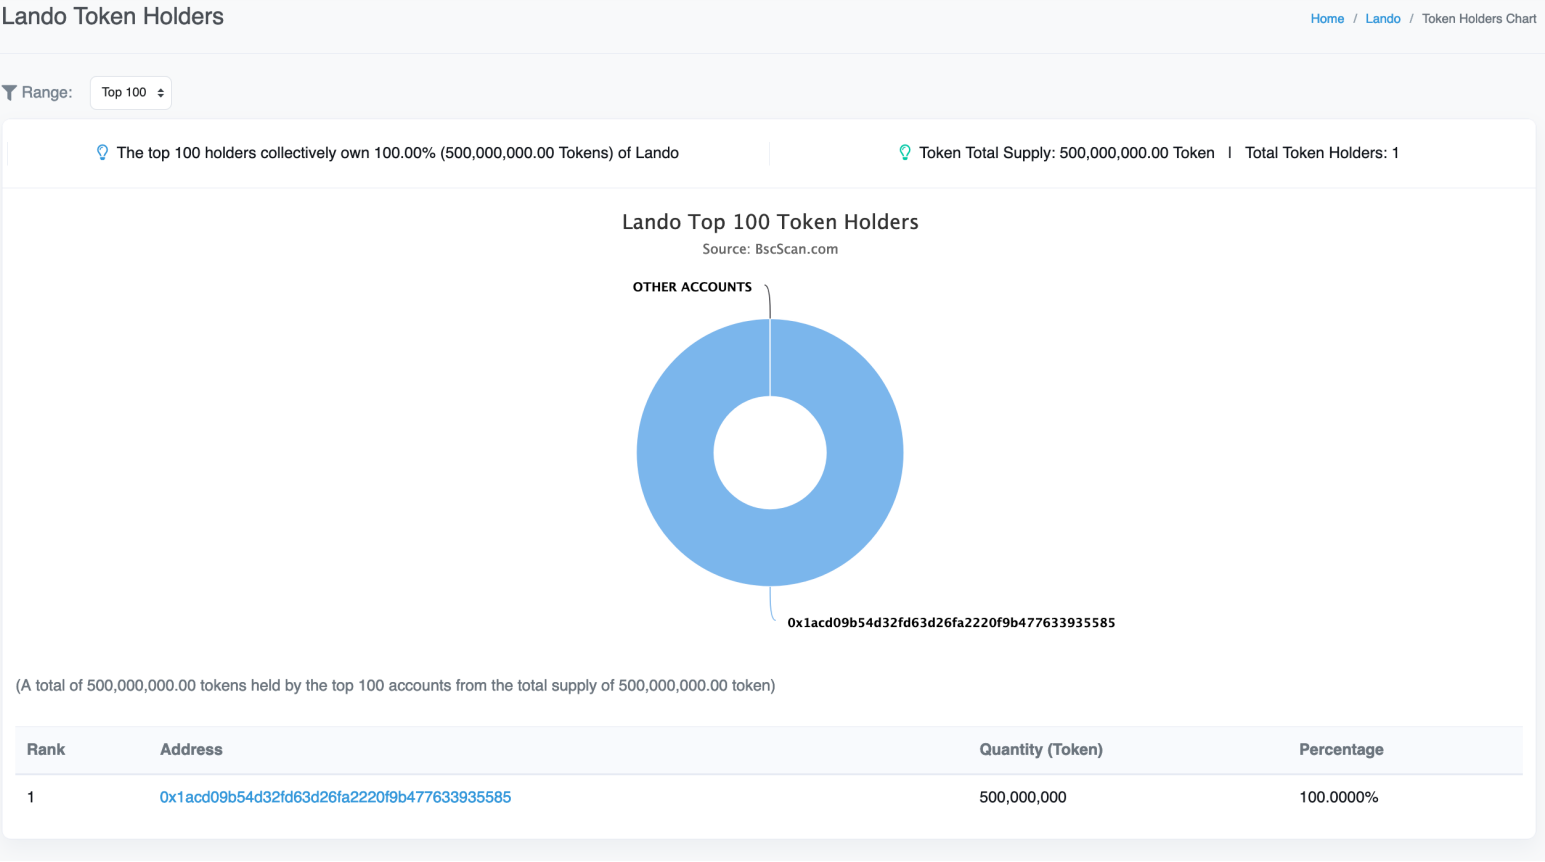 Lando Token Holders
Home / Lando / Token Holders Chart
Range: Top 100
The top 100 holders collectively own 100.00% (500,000,000.00 Tokens) of Lando
Token Total Supply: 500,000,000.00 Token | Total Token Holders: 1
Lando Top 100 Token Holders
Source: BscScan.com
OTHER ACCOUNTS
0x1acd09b54d32fd63d26fa2220f9b477633935585
(A total of 500,000,000.00 tokens held by the top 100 accounts from the total supply of 500,000,000.00 token)
Rank Address Quantity (Token) Percentage
1 0x1acd09b54d32fd63d26fa2220f9b477633935585 500,000,000 100.0000%